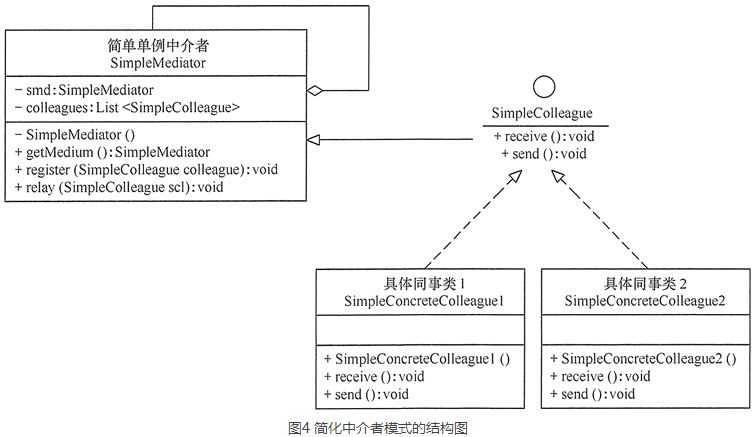 简单单例中介者
SimpleMediator
− smd:SimpleMediator
− colleagues:List <SimpleColleague>
− SimpleMediator ()
+ getMedium ():SimpleMediator
+ register (SimpleColleague colleague):void
+ relay (SimpleColleague scl):void
SimpleColleague
+ receive ():void
+ send ():void
具体同事类 1
SimpleConcreteColleague1
+ SimpleConcreteColleague1 ()
+ receive ():void
+ send ():void
具体同事类 2
SimpleConcreteColleague2
+ SimpleConcreteColleague2 ()
+ receive ():void
+ send ():void
图4 简化中介者模式的结构图